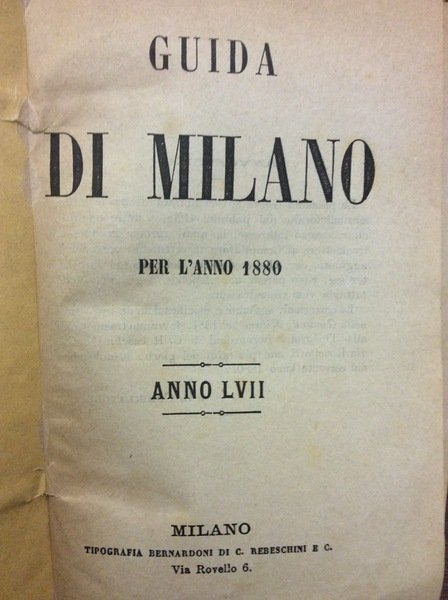 GUIDA
DI MILANO
PER L'ANNO 1880
ANNO LVII
MILANO
TIPOGRAFIA BERNARDONI DI C. REBESCHINI E C.
Via Rovello 6.